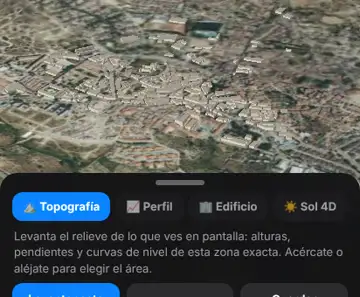 Topografía
Perfil
Edificio
Sol 4D
Levanta el relieve de lo que ves en pantalla: alturas,
pendientes y curvas de nivel de esta zona exacta. Acércate o
aléjate para elegir el área.